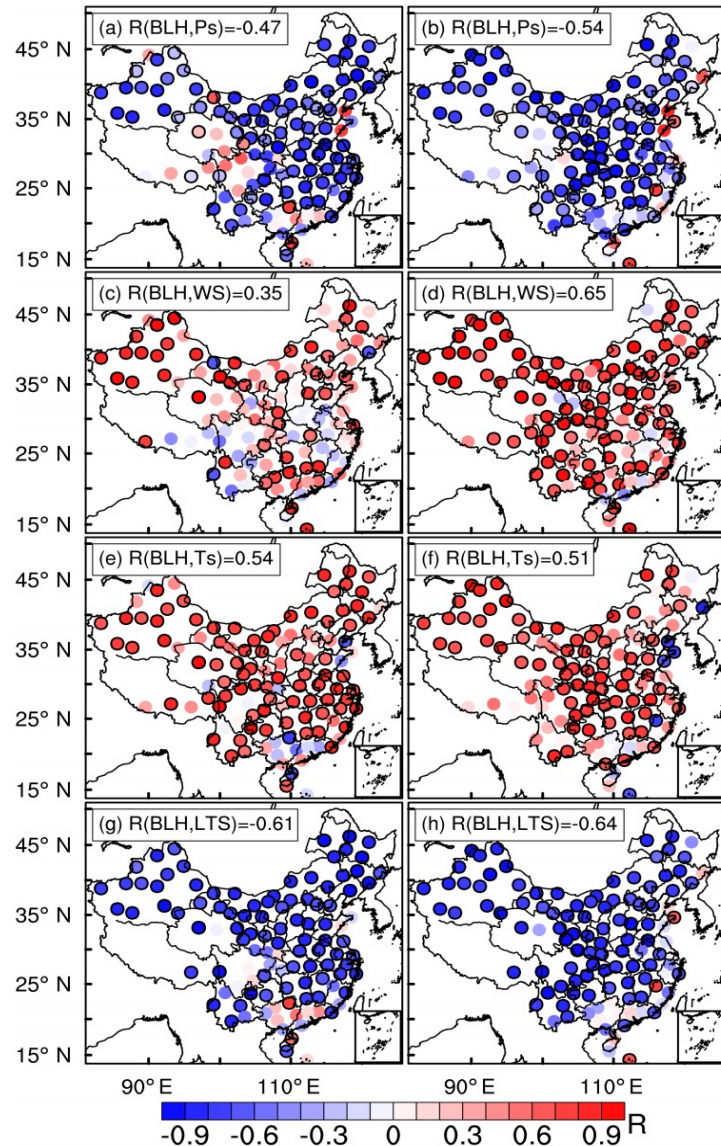 (a) R(BLH,Ps)=-0.47
(b) R(BLH,Ps)=-0.54
45° N
35° N
25° N
15° N
(c) R(BLH,WS)=0.35
(d) R(BLH,WS)=0.65
45° N
35° N
25° N
15° N
(e) R(BLH,Ts)=0.54
(f) R(BLH,Ts)=0.51
45° N
35° N
25° N
15° N
(g) R(BLH,LTS)=-0.61
(h) R(BLH,LTS)=-0.64
45° N
35° N
25° N
15° N
90° E 110° E 90° E 110° E
-0.9 -0.6 -0.3 0 0.3 0.6 0.9 R